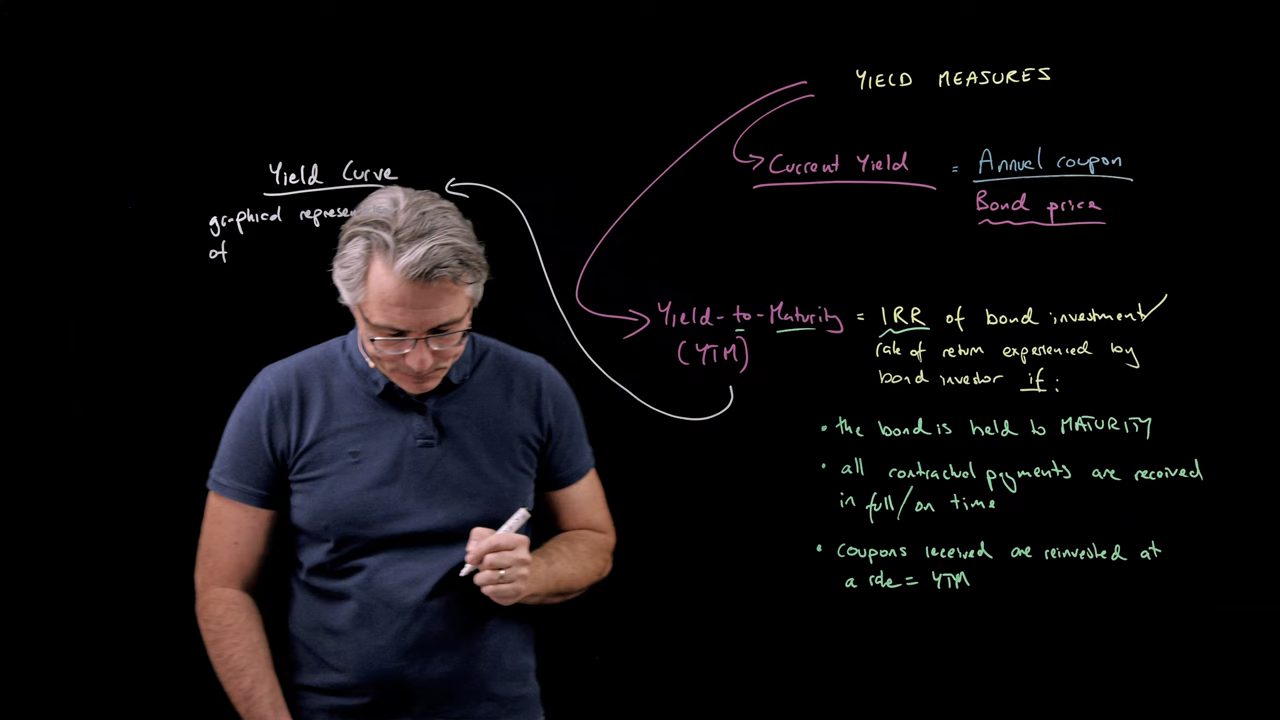 YIELD MEASURES
Current Yield = Annual coupon
Bond price
Yield Curve
graphical represen
of
Yield-to-Maturity = IRR of bond investment
(YTM)
rate of return experienced by
bond investor if:
• the bond is held to MATURITY
• all contractual payments are received
in full/on time
• coupons received are reinvested at
a rate = YTM